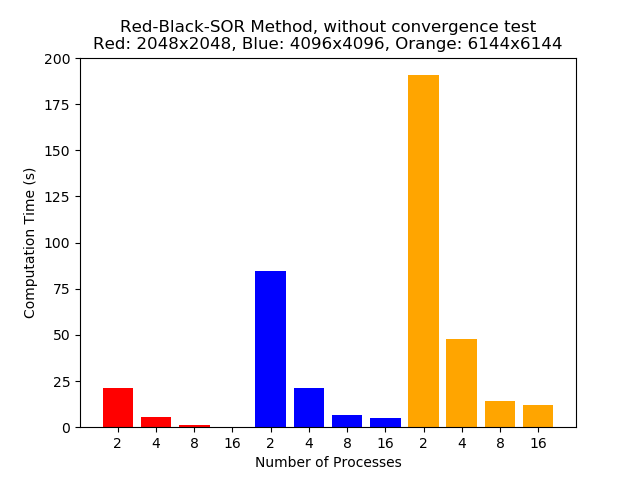 Red-Black-SOR Method, without convergence test
Red: 2048x2048, Blue: 4096x4096, Orange: 6144x6144
200
175
150
125
100
75
50
25
0
Computation Time (s)
2 4 8 16 2 4 8 16 2 4 8 16
Number of Processes